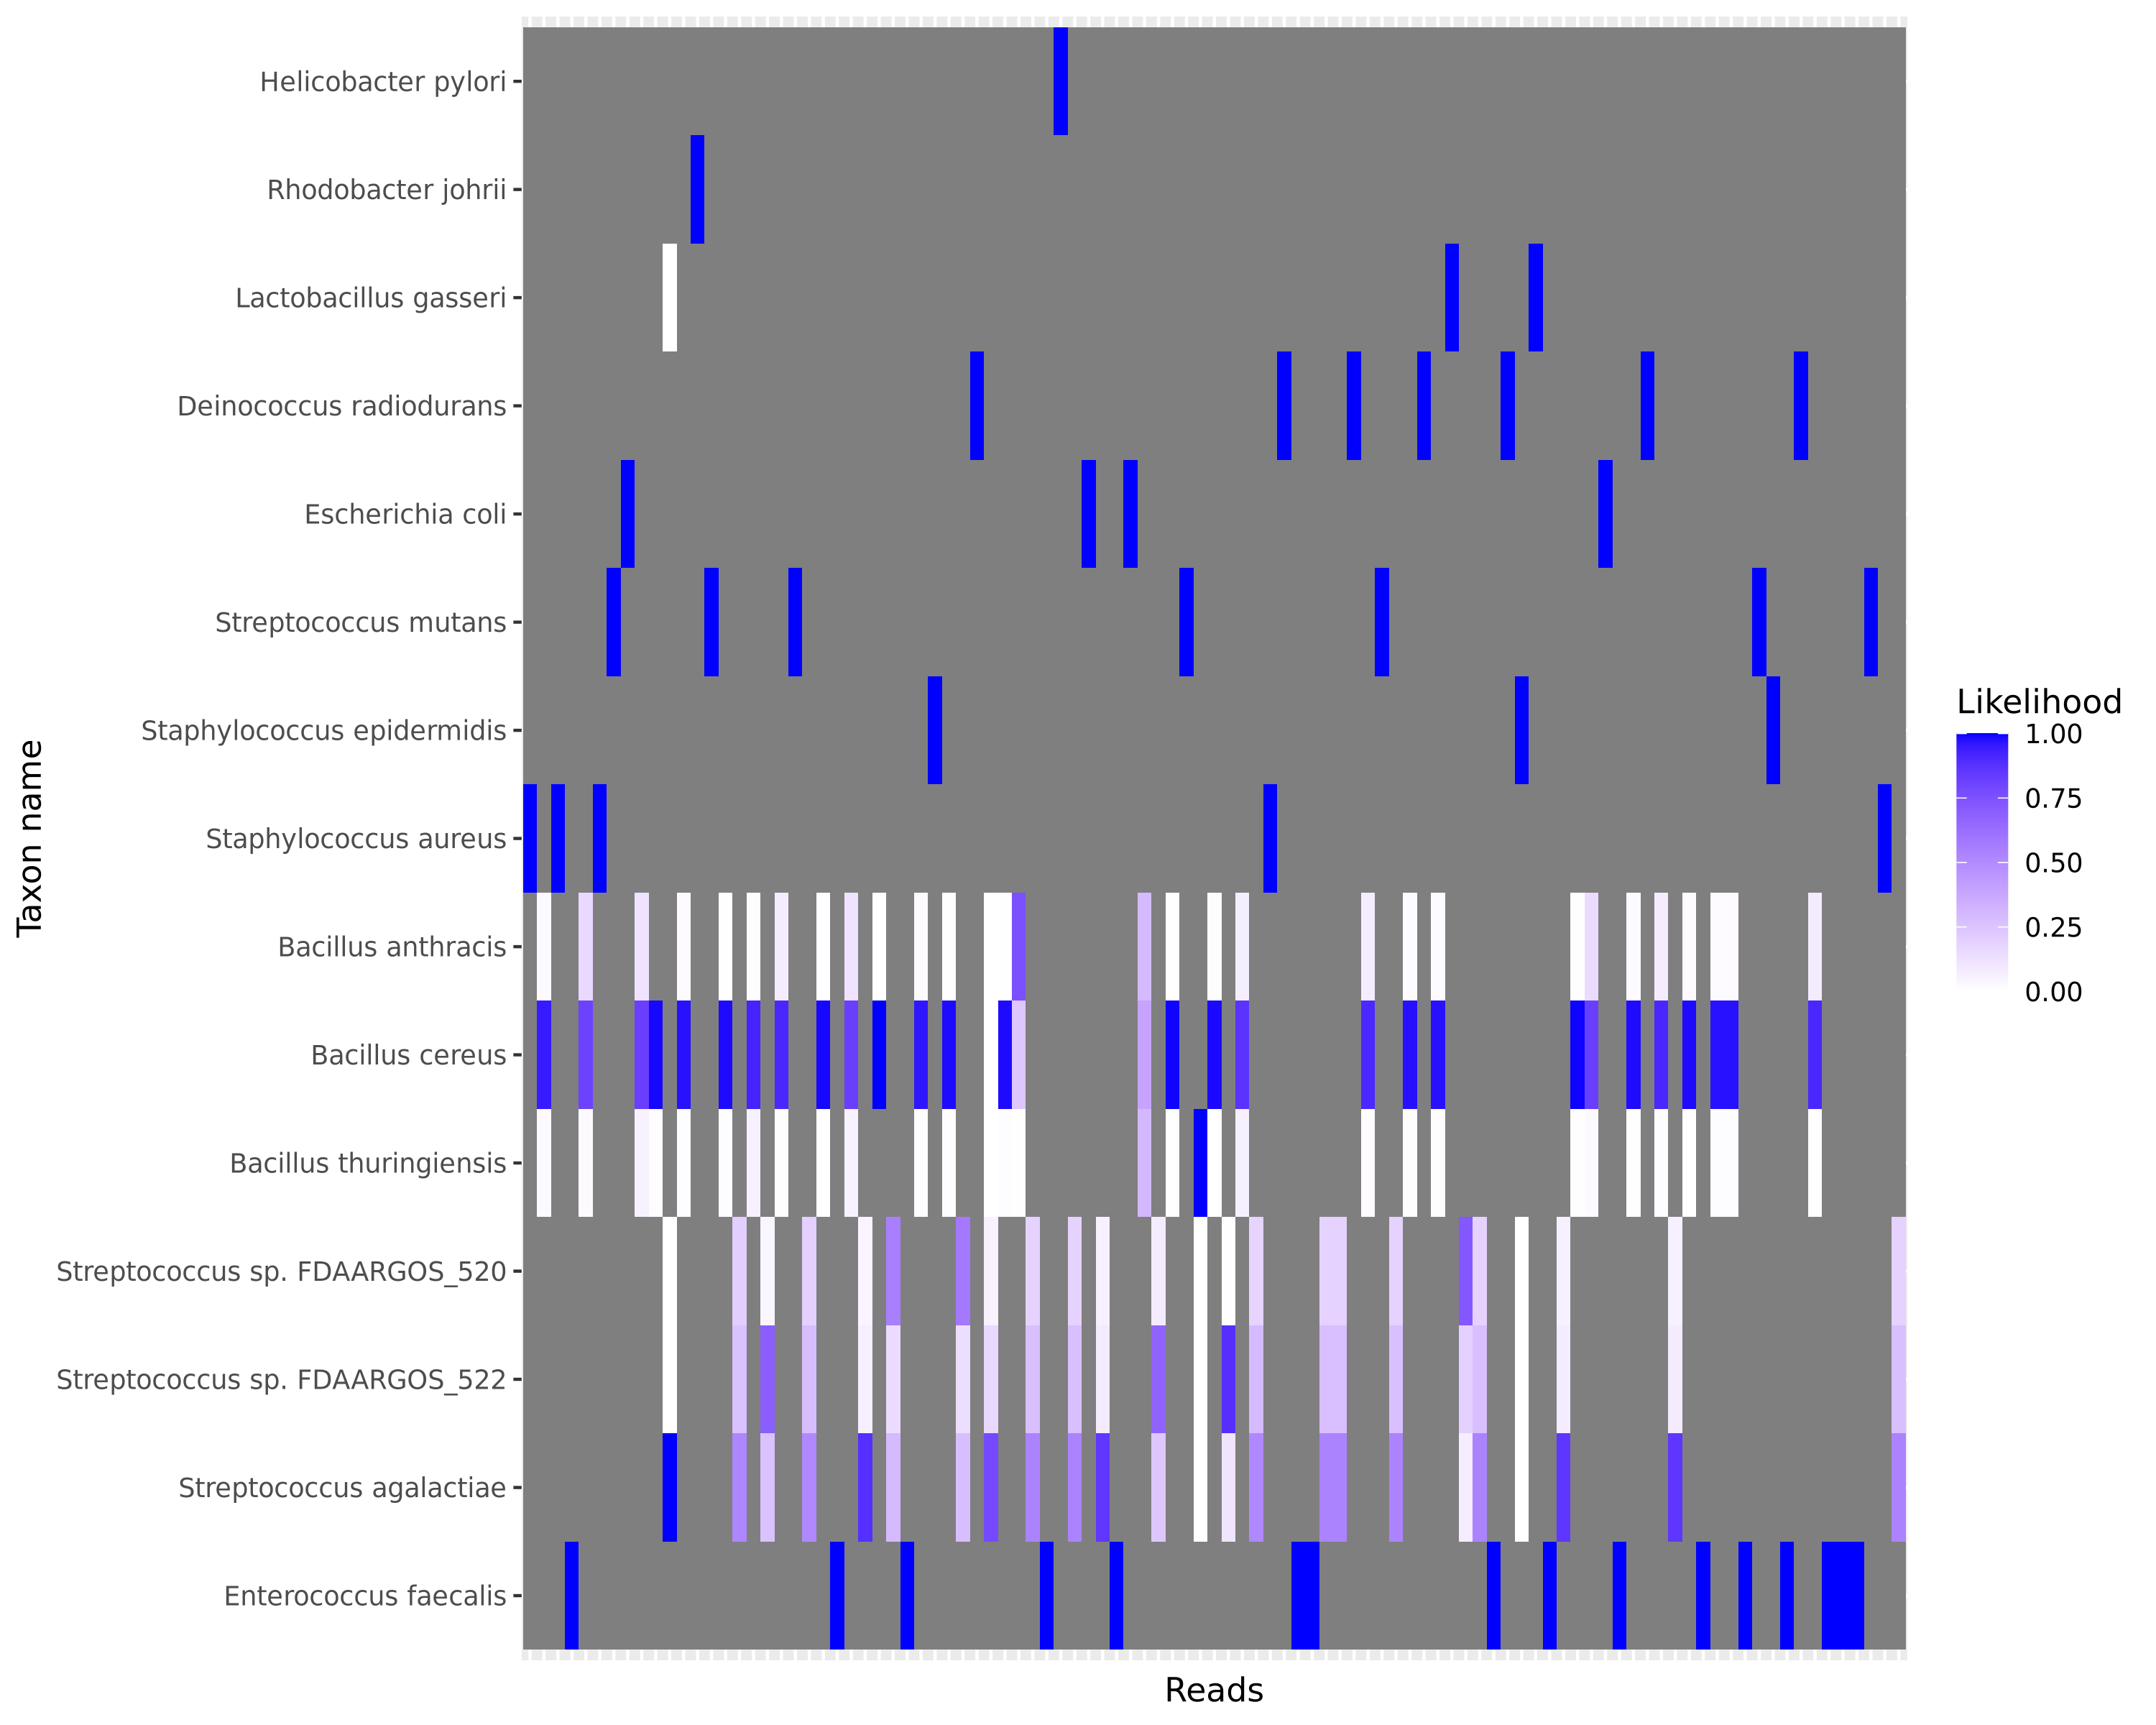 Helicobacter pylori
Rhodobacter johrii
Lactobacillus gasseri
Deinococcus radiodurans
Escherichia coli
Streptococcus mutans
Staphylococcus epidermidis
Staphylococcus aureus
Bacillus anthracis
Bacillus cereus
Bacillus thuringiensis
Streptococcus sp. FDAARGOS_520
Streptococcus sp. FDAARGOS_522
Streptococcus agalactiae
Enterococcus faecalis
Taxon name
Reads
Likelihood
1.00
0.75
0.50
0.25
0.00